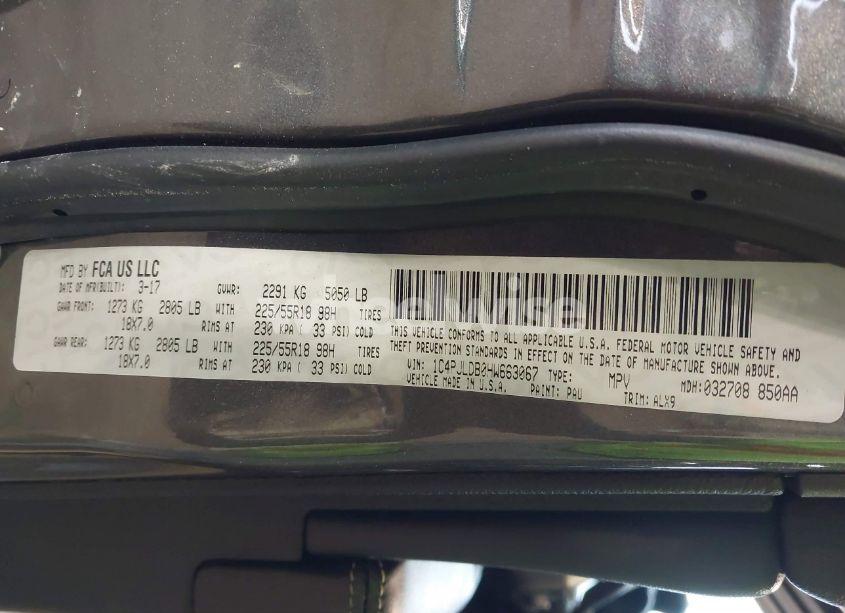 MFD BY FCA US LLC
DATE OF MFR(BUILT): 3-17 GVWR: 2291 KG 5050 LB
GAWR FRONT: 1273 KG 2805 LB WITH 225/55R18 98H TIRES
18X7.0 RIMS AT 230 KPA ( 33 PSI) COLD
GAWR REAR: 1273 KG 2805 LB WITH 225/55R18 98H TIRES
18X7.0 RIMS AT 230 KPA ( 33 PSI) COLD
THIS VEHICLE CONFORMS TO ALL APPLICABLE U.S.A. FEDERAL MOTOR VEHICLE SAFETY AND
THEFT PREVENTION STANDARDS IN EFFECT ON THE DATE OF MANUFACTURE SHOWN ABOVE.
VIN: 1C4PJLDB0HW663067 TYPE: MPV MDH:032708 850AA
VEHICLE MADE IN U.S.A. PAINT: PAU TRIM: ALX9